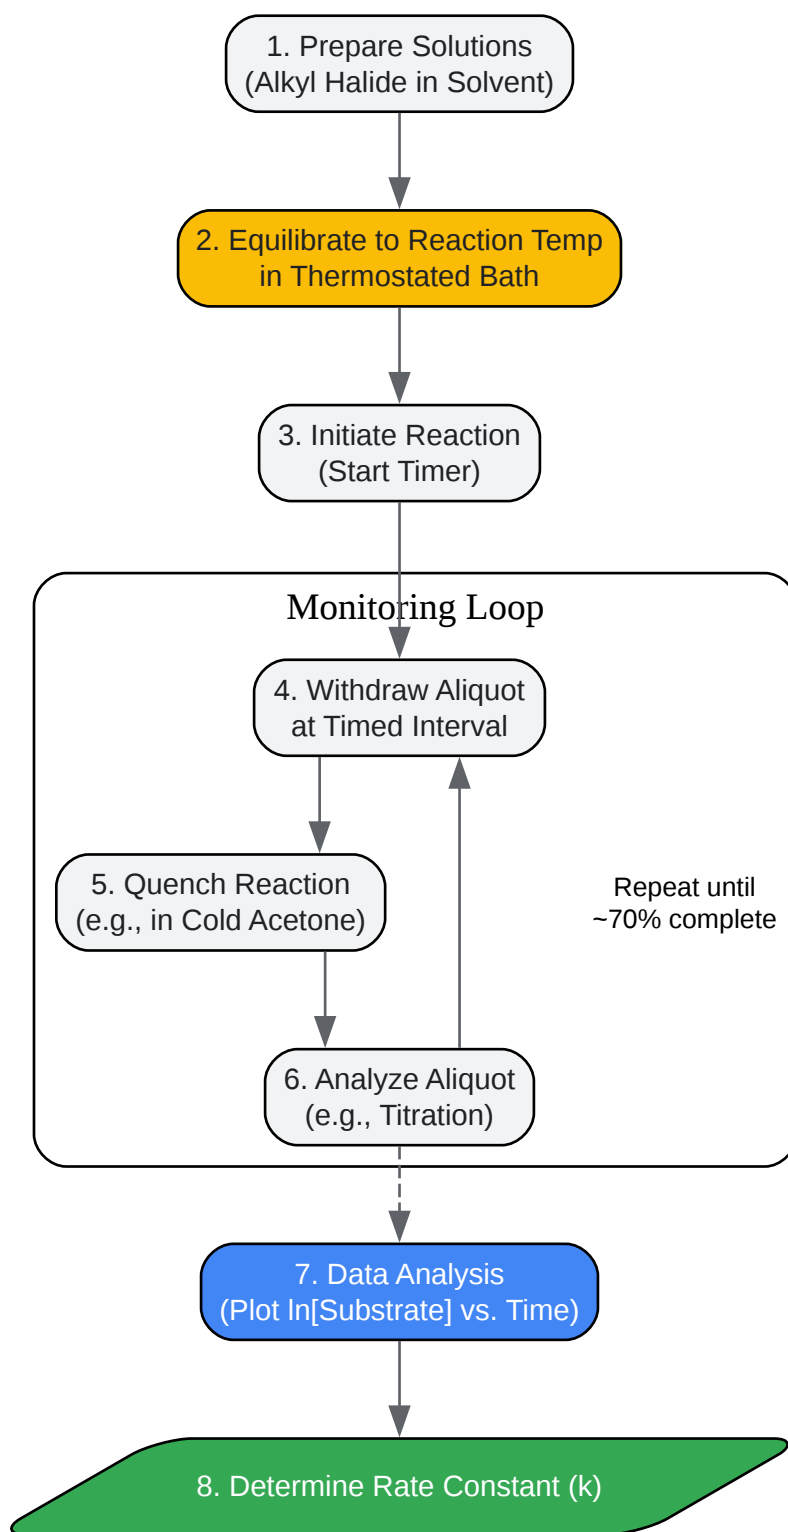 1. Prepare Solutions
(Alkyl Halide in Solvent)
2. Equilibrate to Reaction Temp
in Thermostated Bath
3. Initiate Reaction
(Start Timer)
Monitoring Loop
4. Withdraw Aliquot
at Timed Interval
5. Quench Reaction
(e.g., in Cold Acetone)
Repeat until
~70% complete
6. Analyze Aliquot
(e.g., Titration)
7. Data Analysis
(Plot ln[Substrate] vs. Time)
8. Determine Rate Constant (k)